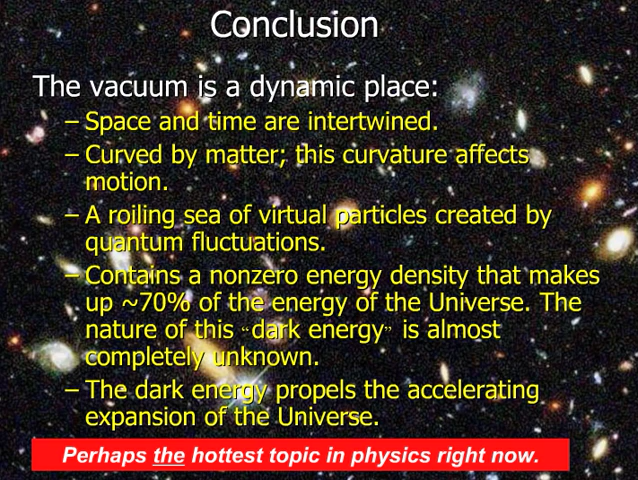 Conclusion
The vacuum is a dynamic place:
– Space and time are intertwined.
– Curved by matter; this curvature affects
motion.
– A roiling sea of virtual particles created by
quantum fluctuations.
– Contains a nonzero energy density that makes
up ~70% of the energy of the Universe. The
nature of this “dark energy” is almost
completely unknown.
– The dark energy propels the accelerating
expansion of the Universe.
Perhaps the hottest topic in physics right now.